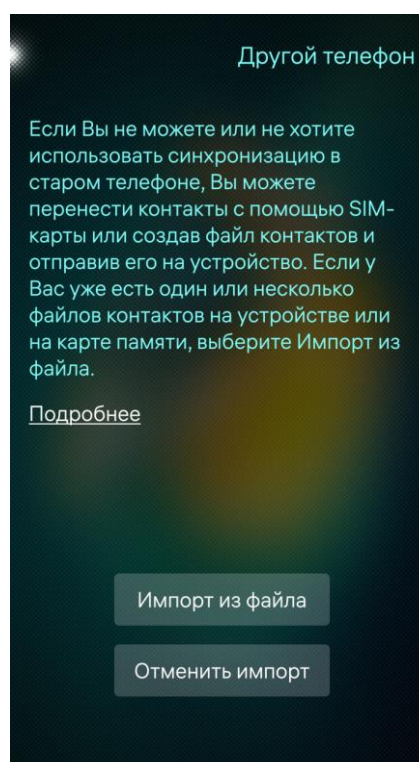 Другой телефон
Если Вы не можете или не хотите
использовать синхронизацию в
старом телефоне, Вы можете
перенести контакты с помощью SIM-
карты или создав файл контактов и
отправив его на устройство. Если у
Вас уже есть один или несколько
файлов контактов на устройстве или
на карте памяти, выберите Импорт из
файла.
Подробнее
Импорт из файла
Отменить импорт